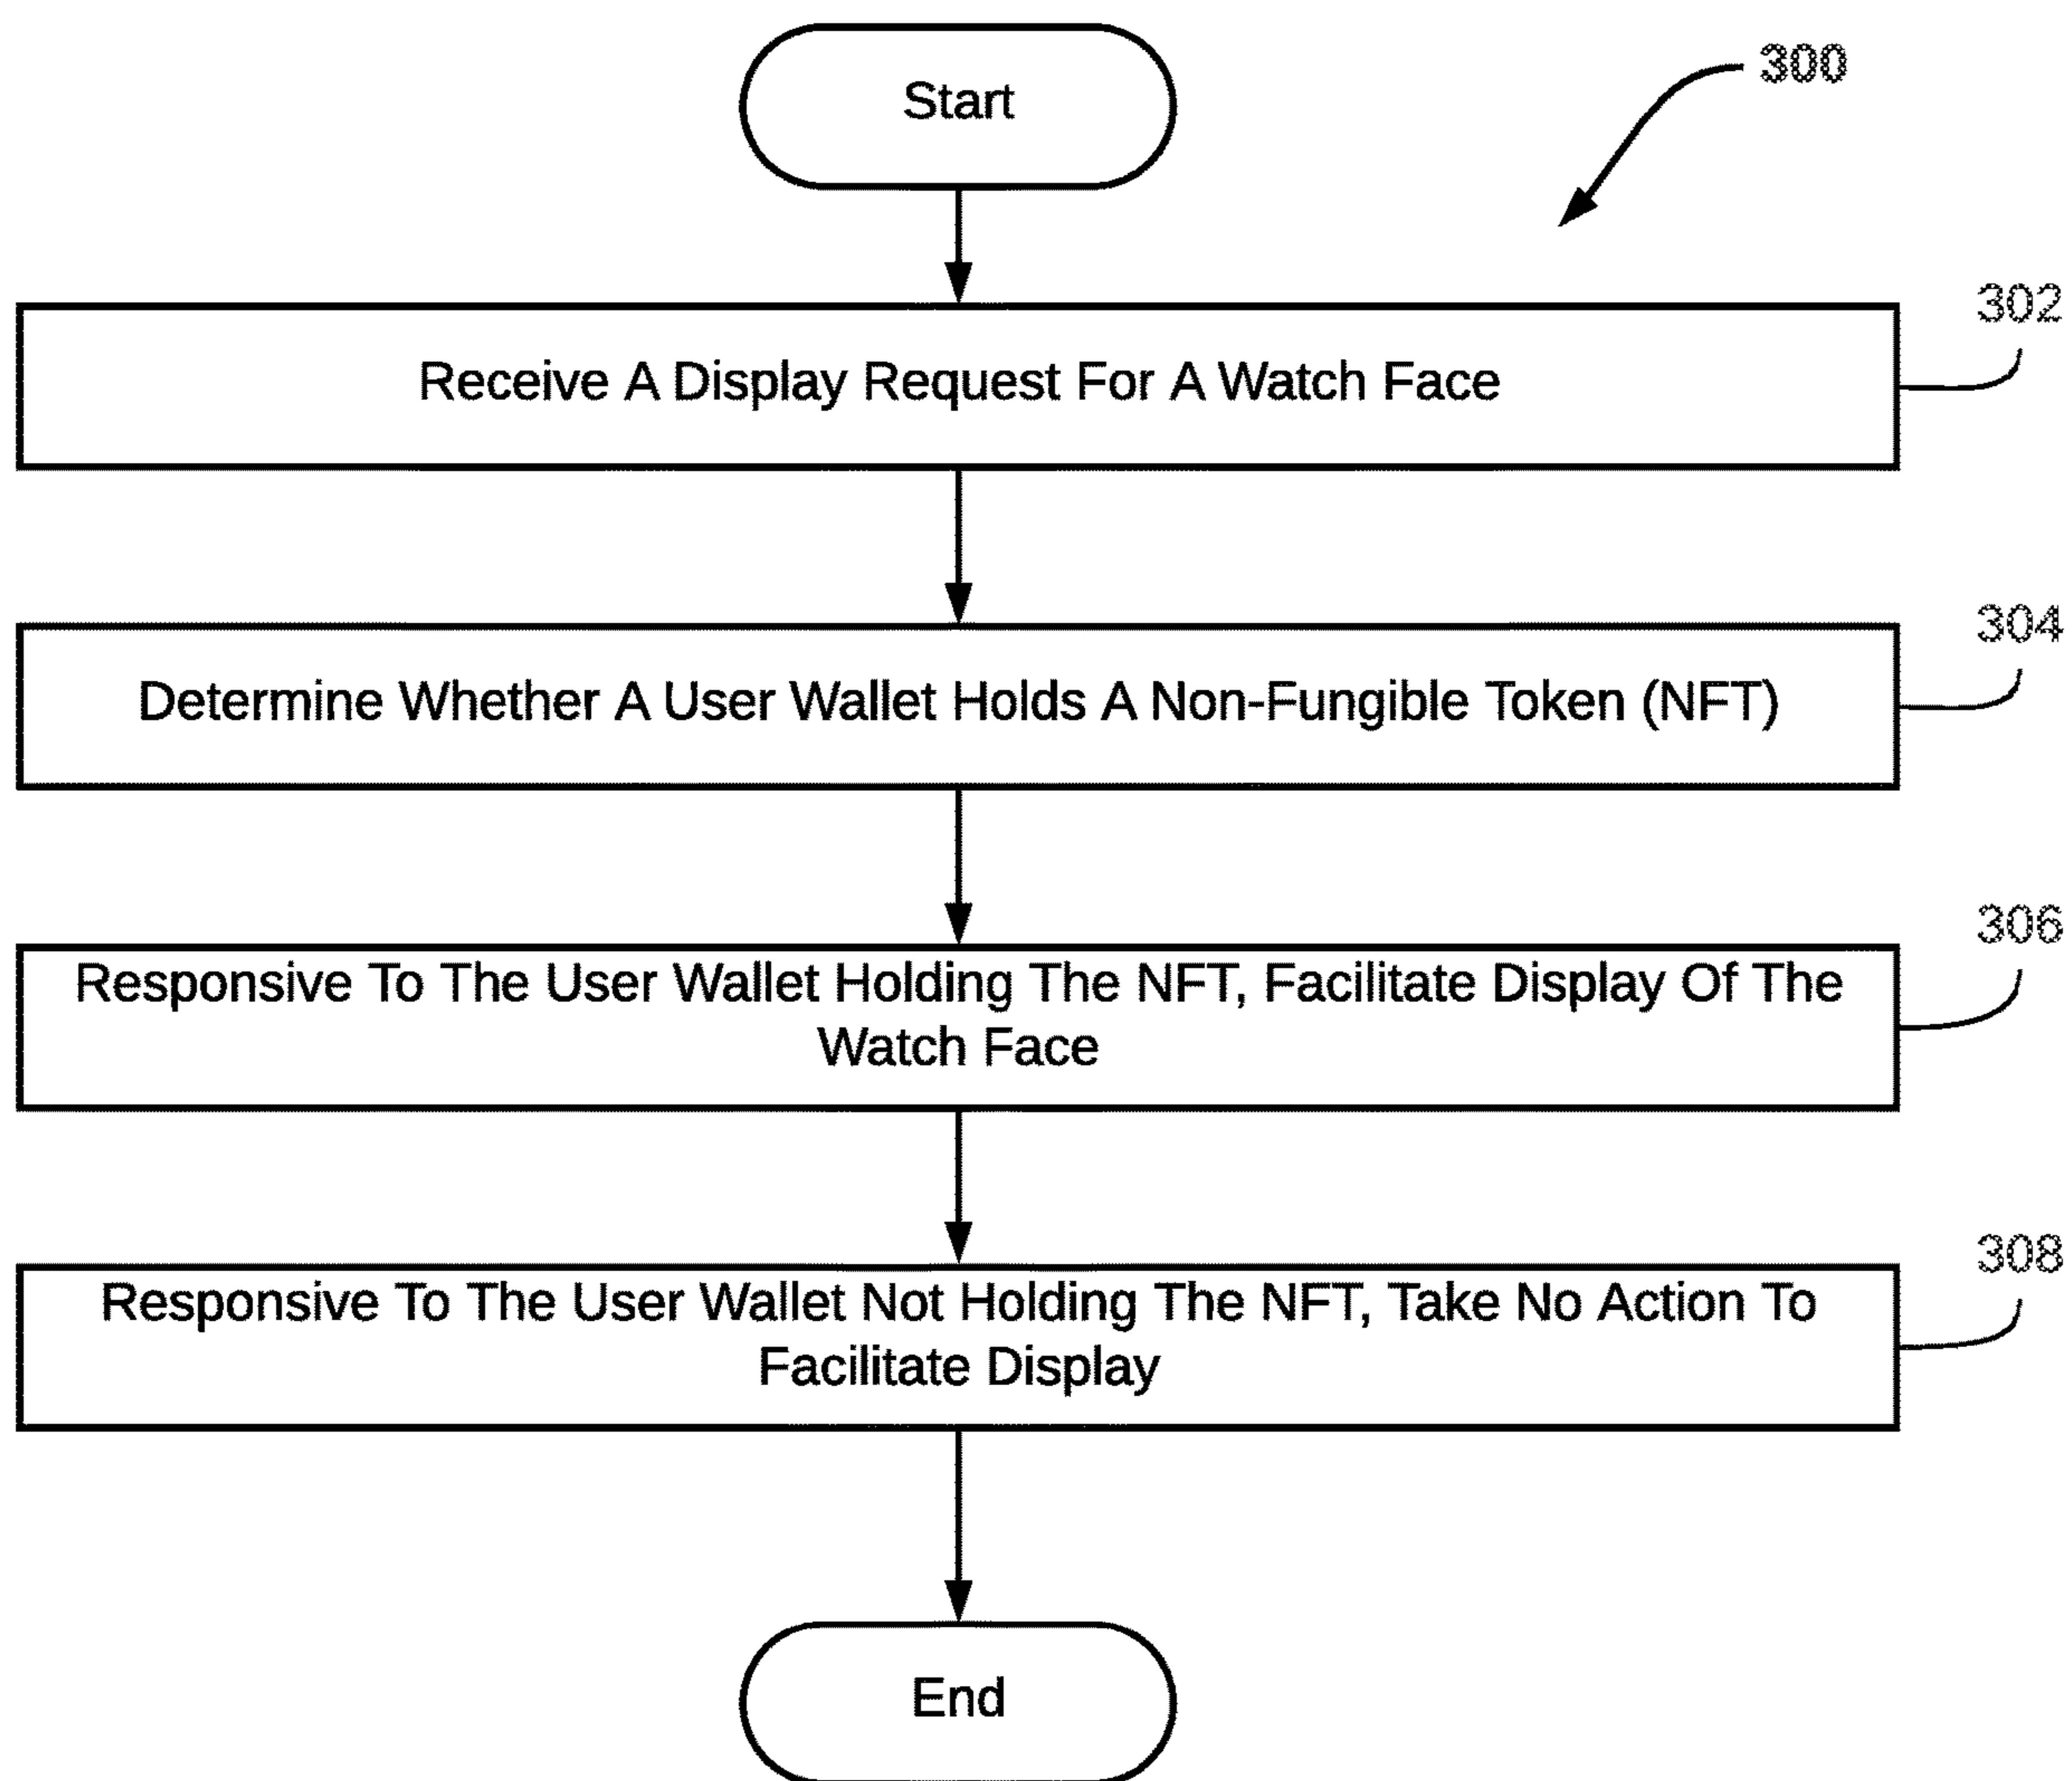 Start
300
302
Receive A Display Request For A Watch Face
304
Determine Whether A User Wallet Holds A Non-Fungible Token (NFT)
306
Responsive To The User Wallet Holding The NFT, Facilitate Display Of The
Watch Face
308
Responsive To The User Wallet Not Holding The NFT, Take No Action To
Facilitate Display
End